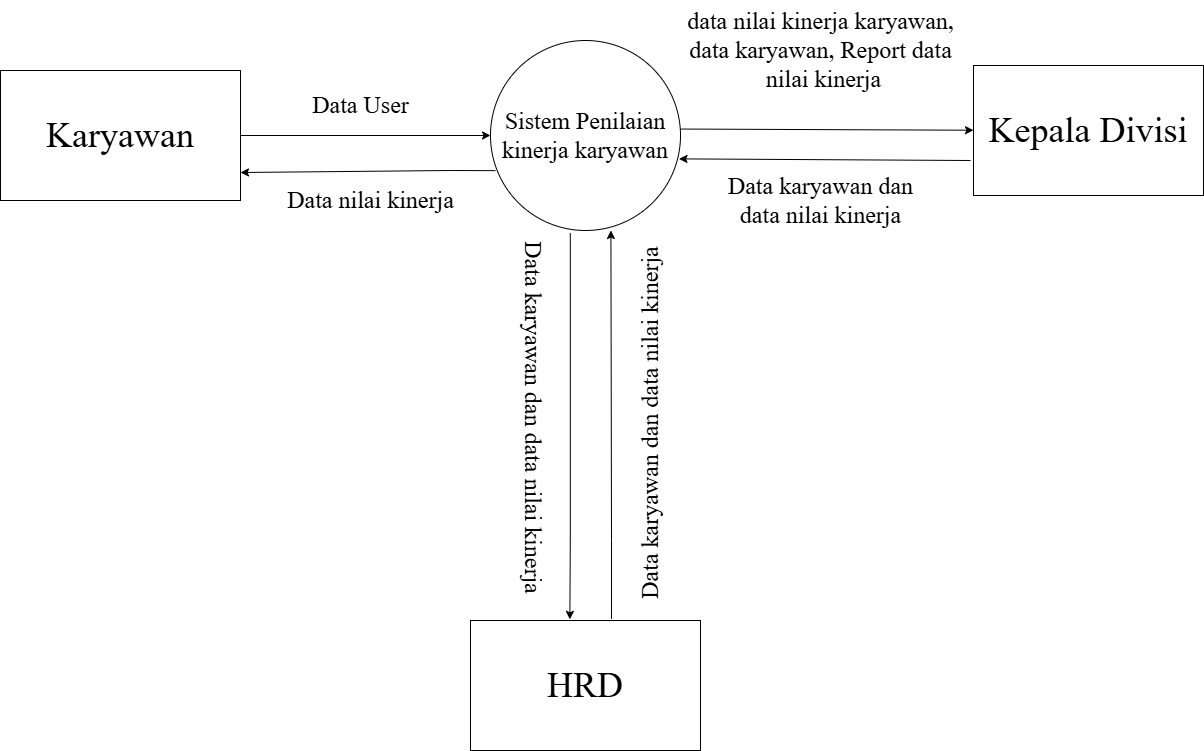 data nilai kinerja karyawan,
data karyawan, Report data
nilai kinerja
Karyawan
Data User
Sistem Penilaian
kinerja karyawan
Kepala Divisi
Data nilai kinerja
Data karyawan dan
data nilai kinerja
Data karyawan dan data nilai kinerja
Data karyawan dan data nilai kinerja
HRD